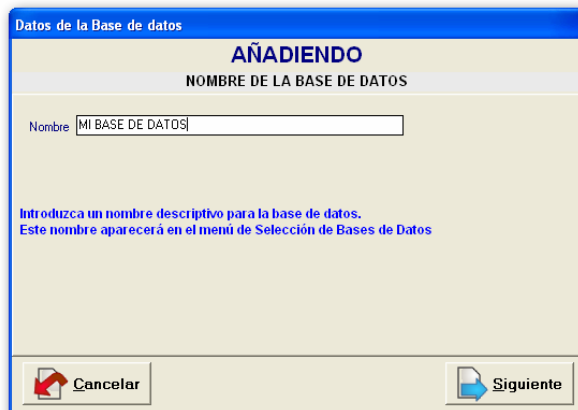 Datos de la Base de datos
AÑADIENDO
NOMBRE DE LA BASE DE DATOS
Nombre MI BASE DE DATOS
Introduzca un nombre descriptivo para la base de datos.
Este nombre aparecerá en el menú de Selección de Bases de Datos
Cancelar Siguiente